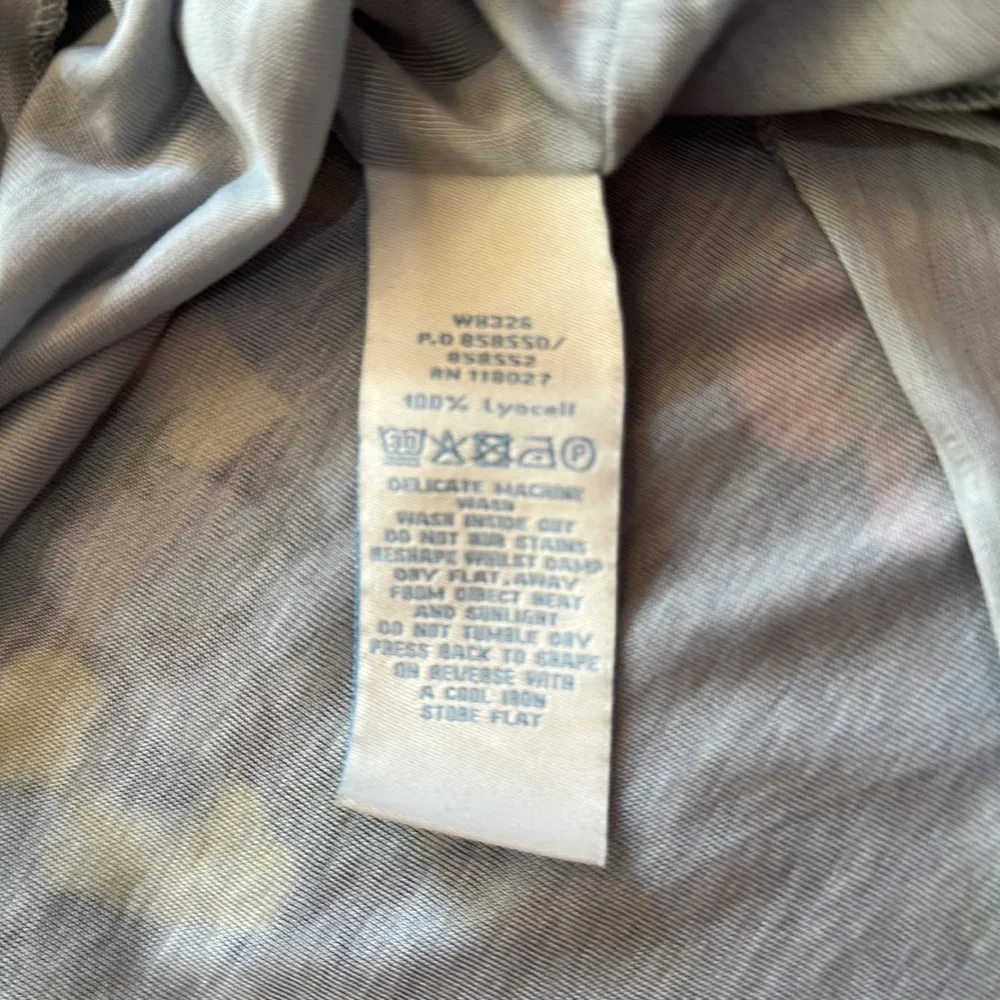 W8326
P.O 858550/
858552
RN 118027
100% Lyocell
30 P
DELICATE MACHINE
WASH
WASH INSIDE OUT
DO NOT RUB STAINS
RESHAPE WHILST DAMP
DRY FLAT, AWAY
FROM DIRECT HEAT
AND SUNLIGHT
DO NOT TUMBLE DRY
PRESS BACK TO SHAPE
ON REVERSE WITH
A COOL IRON
STORE FLAT